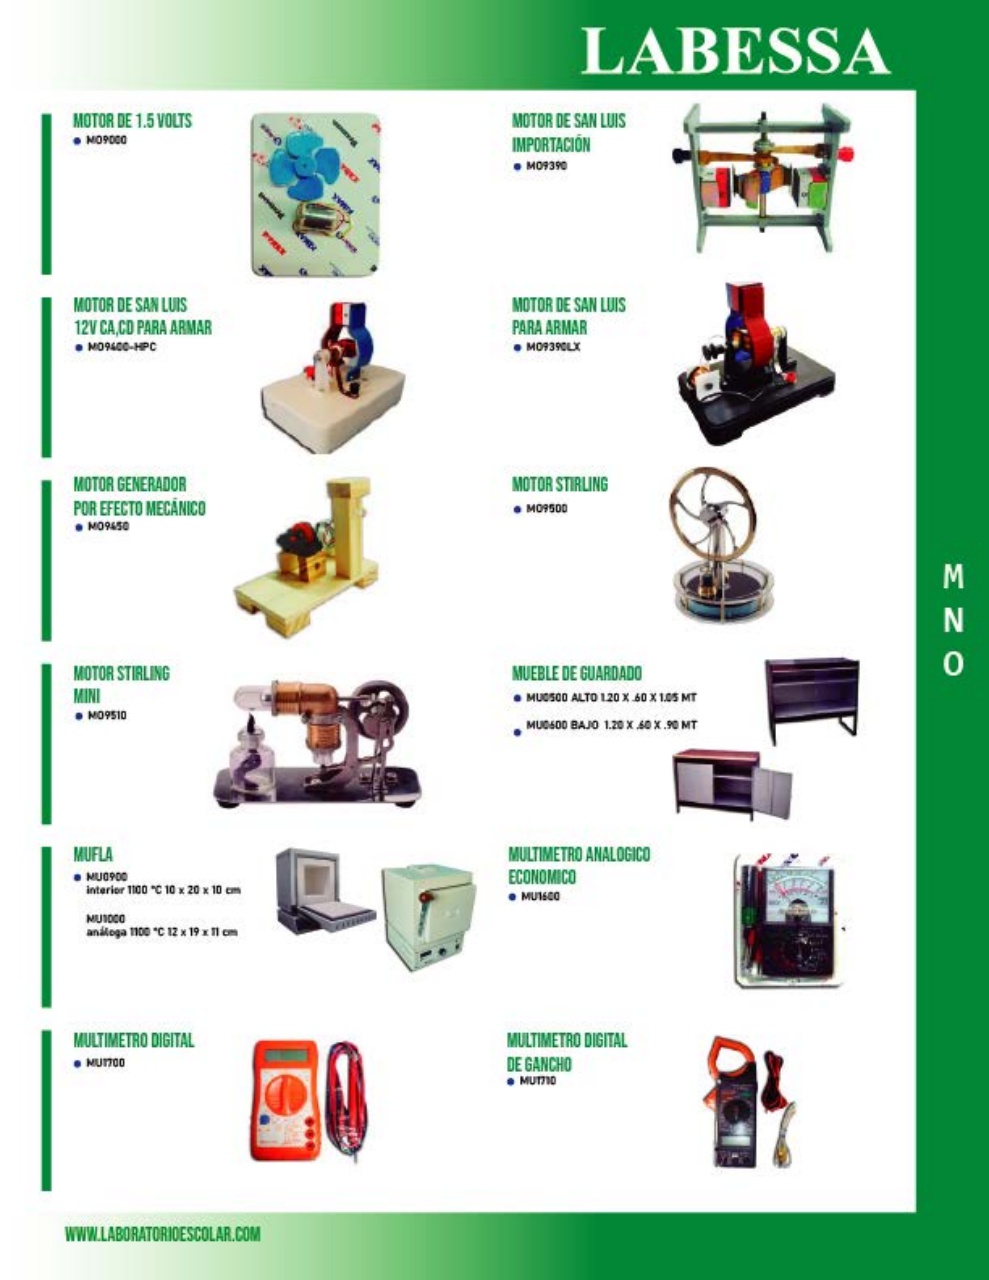 LABESSA
MOTOR DE 1.5 VOLTS
MO9000
MOTOR DE SAN LUIS
IMPORTACIÓN
MO9390
MOTOR DE SAN LUIS
12V CA,CD PARA ARMAR
MO9400-HPC
MOTOR DE SAN LUIS
PARA ARMAR
MO9390LX
MOTOR GENERADOR
POR EFECTO MECÁNICO
MO9450
MOTOR STIRLING
MO9500
MOTOR STIRLING
MINI
MO9510
MUEBLE DE GUARDADO
MU0500 ALTO 1.20 X .60 X 1.05 MT
MU0600 BAJO 1.20 X .60 X .90 MT
MUFLA
MU0900
interior 1100 °C 10 x 20 x 10 cm
MU1000
análoga 1100 °C 12 x 19 x 11 cm
MULTIMETRO ANALOGICO
ECONOMICO
MU1600
MULTIMETRO DIGITAL
MU1700
MULTIMETRO DIGITAL
DE GANCHO
MU1710
M
N
O
WWW.LABORATORIOESCOLAR.COM